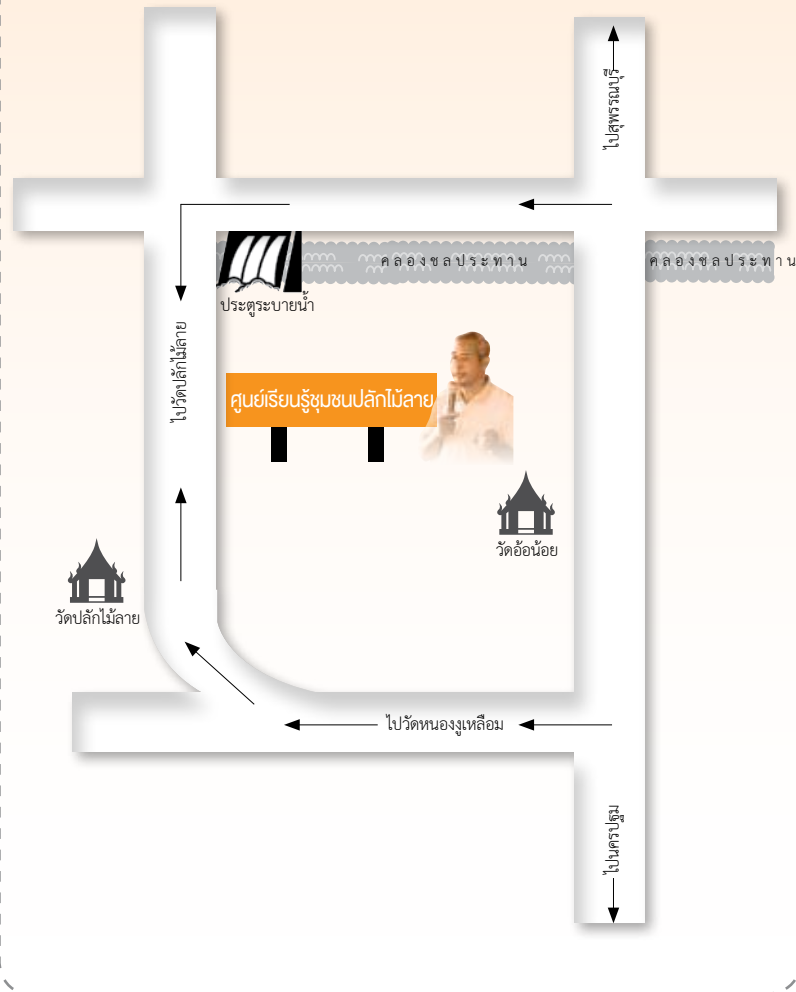 ไปสุพรรณบุรี
คลองชลประทาน
คลองชลประทาน
ประตูระบายน้ำ
ไปวัดปลักไม้ลาย
ศูนย์เรียนรู้ชุมชนปลักไม้ลาย
วัดอ้อน้อย
วัดปลักไม้ลาย
ไปวัดหนองงูเหลือม
ไปนครปฐม